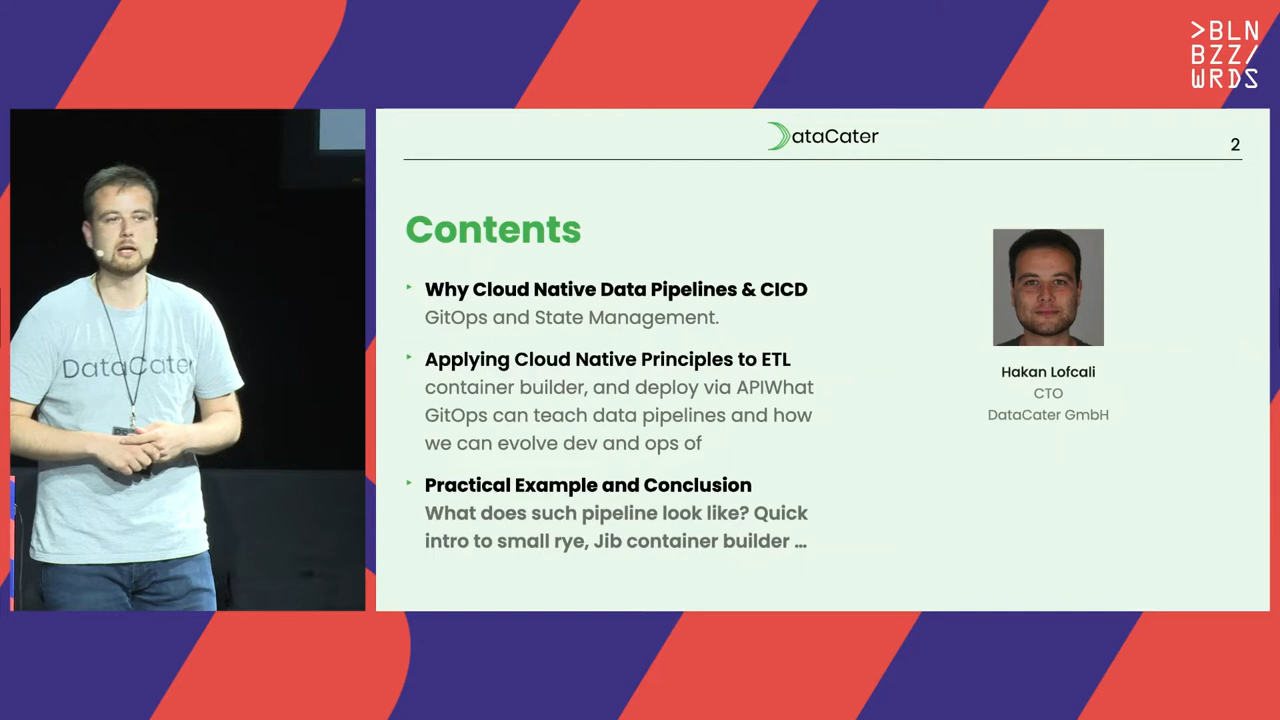 >BLN
BZZ/
WRDS
DataCater
2
Contents
Why Cloud Native Data Pipelines & CICD
GitOps and State Management.
Applying Cloud Native Principles to ETL
container builder, and deploy via APIWhat
GitOps can teach data pipelines and how
we can evolve dev and ops of
Practical Example and Conclusion
What does such pipeline look like? Quick
intro to small rye, Jib container builder ...
Hakan Lofcali
CTO
DataCater GmbH
DataCater